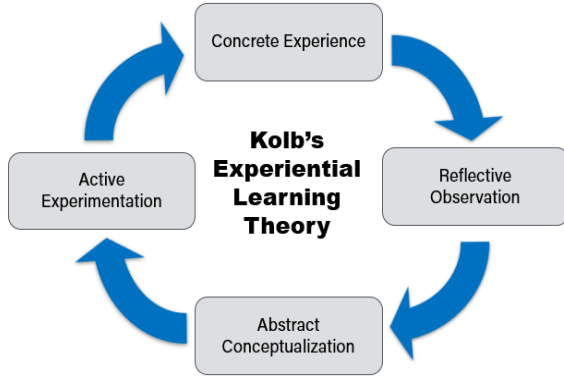 Concrete Experience
Kolb's
Experiential
Learning
Theory
Reflective
Observation
Abstract
Conceptualization
Active
Experimentation